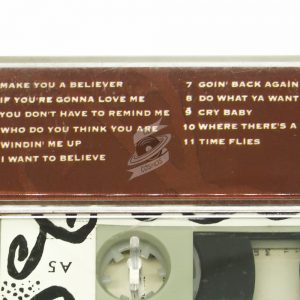 MAKE YOU A BELIEVER
IF YOU'RE GONNA LOVE ME
YOU DON'T HAVE TO REMIND ME
WHO DO YOU THINK YOU ARE
WINDIN' ME UP
I WANT TO BELIEVE
7 GOIN' BACK AGAIN
8 DO WHAT YA WANT
9 CRY BABY
10 WHERE THERE'S A
11 TIME FLIES
A5